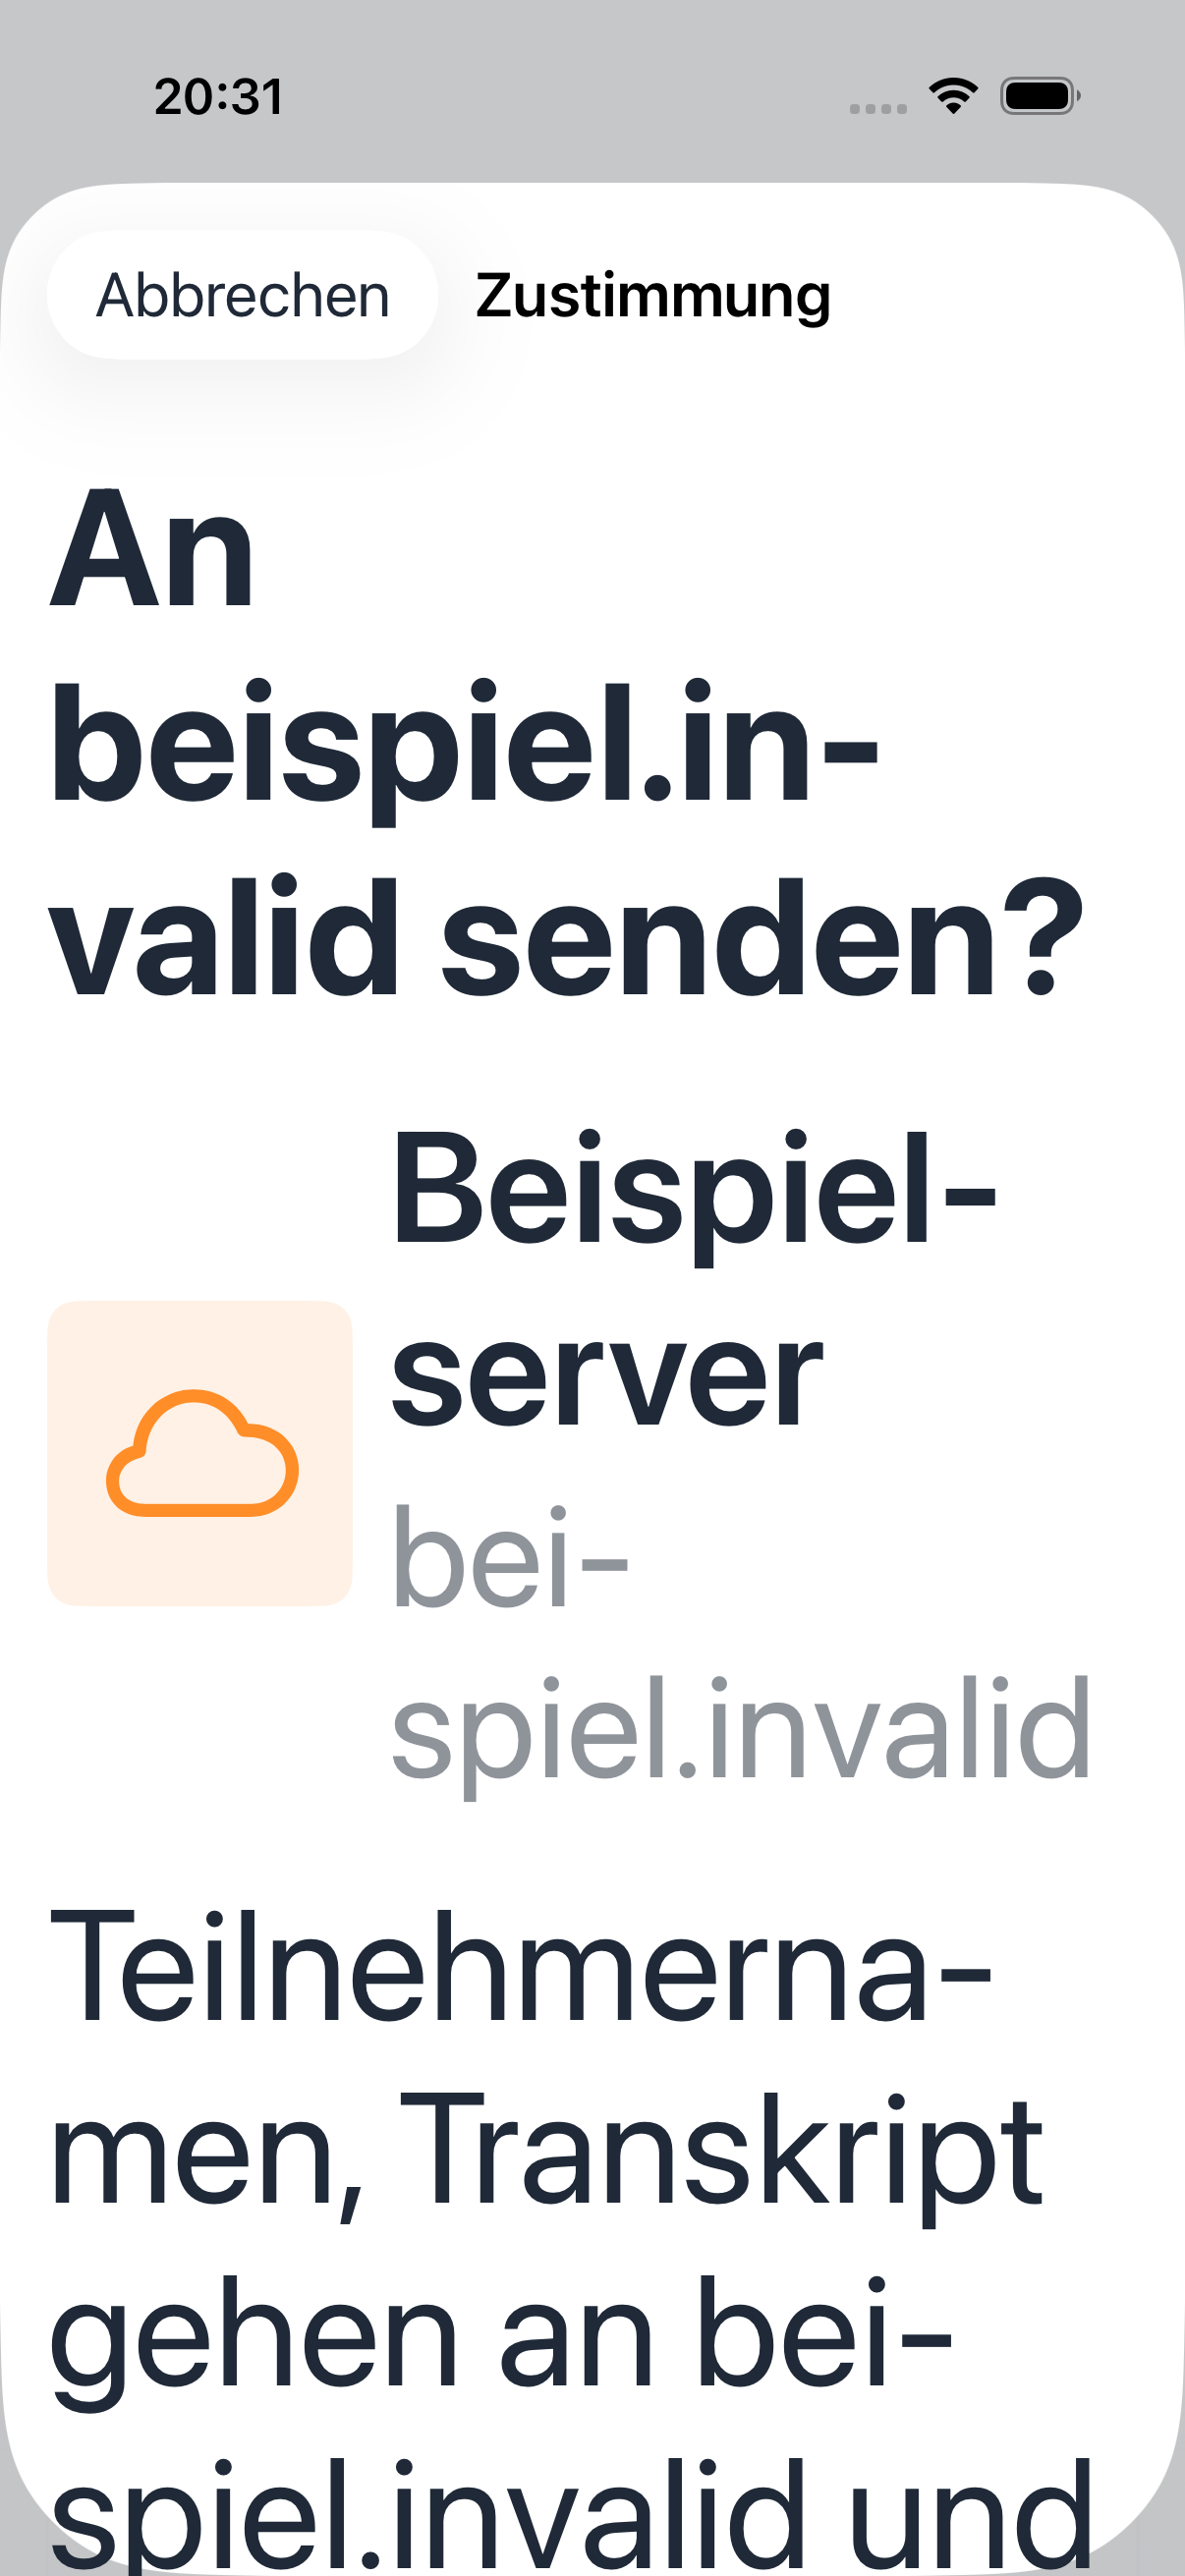 20:31
Abbrechen
Zustimmung
An
beispiel.in-
valid senden?
Beispiel-
server
bei-
spiel.invalid
Teilnehmerna-
men, Transkript
gehen an bei-
spiel.invalid und